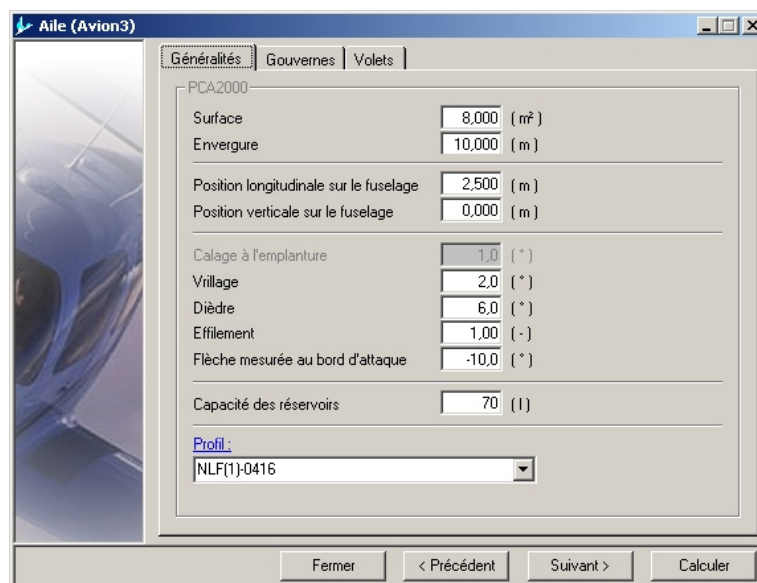 Aile (Avion3)
Généralités Gouvernes Volets
PCA2000
Surface 8,000 ( m² )
Envergure 10,000 ( m )
Position longitudinale sur le fuselage 2,500 ( m )
Position verticale sur le fuselage 0,000 ( m )
Calage à l'emplanture 1,0 ( ° )
Vrillage 2,0 ( ° )
Dièdre 6,0 ( ° )
Effilement 1,00 ( - )
Flèche mesurée au bord d'attaque -10,0 ( ° )
Capacité des réservoirs 70 ( l )
Profil :
NLF(1)-0416
Fermer < Précédent Suivant > Calculer